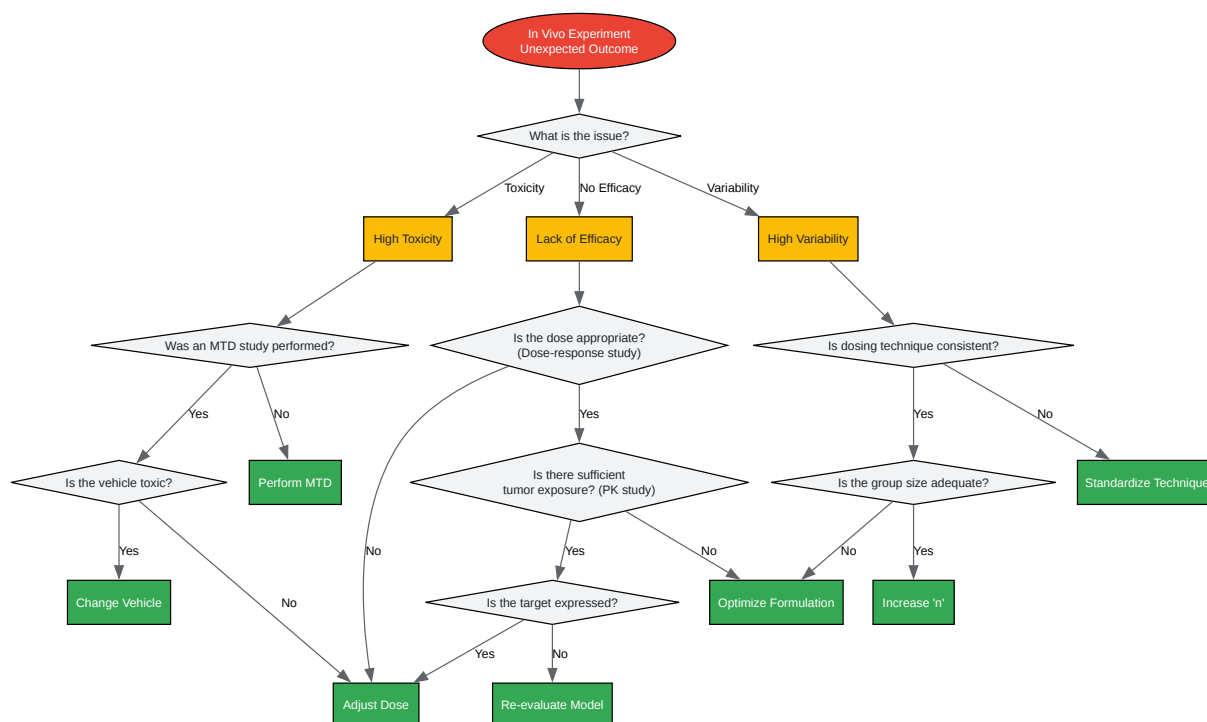 In Vivo Experiment
Unexpected Outcome
What is the issue?
Toxicity
No Efficacy
Variability
High Toxicity
Lack of Efficacy
High Variability
Was an MTD study performed?
Is the dose appropriate?
(Dose-response study)
Is dosing technique consistent?
Yes
No
Yes
Yes
No
Is the vehicle toxic?
Perform MTD
Is there sufficient
tumor exposure? (PK study)
Is the group size adequate?
Standardize Technique
Yes
No
No
Yes
No
No
Yes
Change Vehicle
Is the target expressed?
Optimize Formulation
Increase 'n'
Yes
No
Adjust Dose
Re-evaluate Model